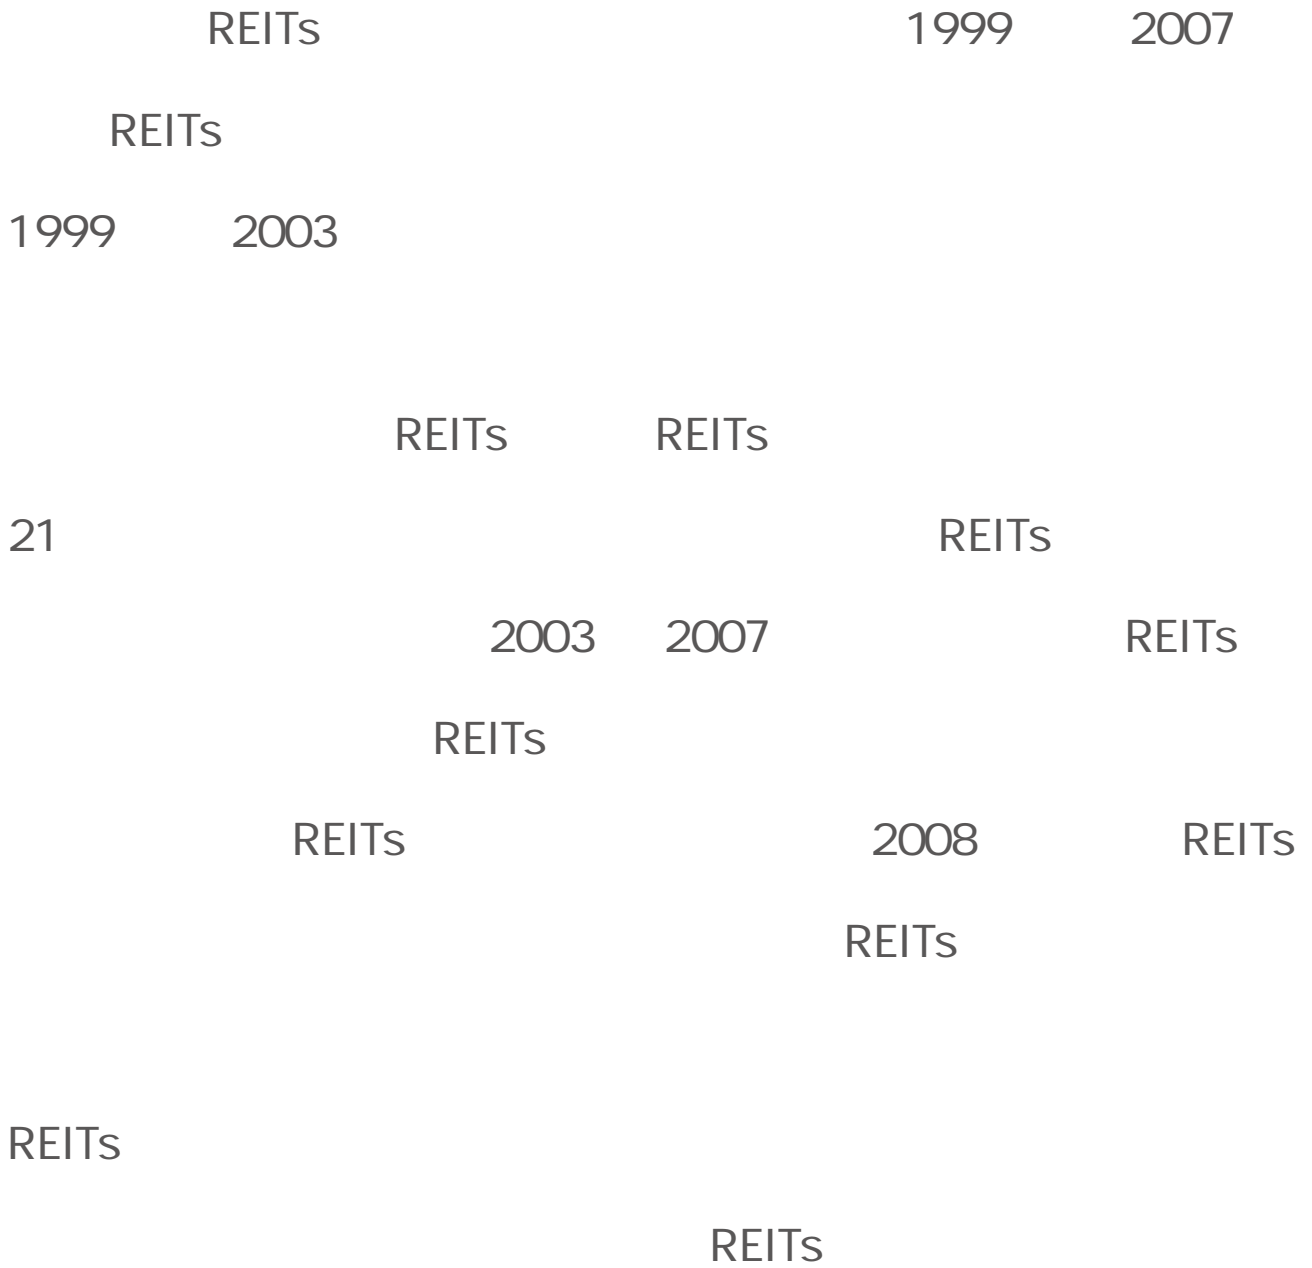 REITs 1999 2007
REITs
1999 2003
REITs REITs
21 REITs
2003 2007 REITs
REITs
REITs 2008 REITs
REITs
REITs
REITs